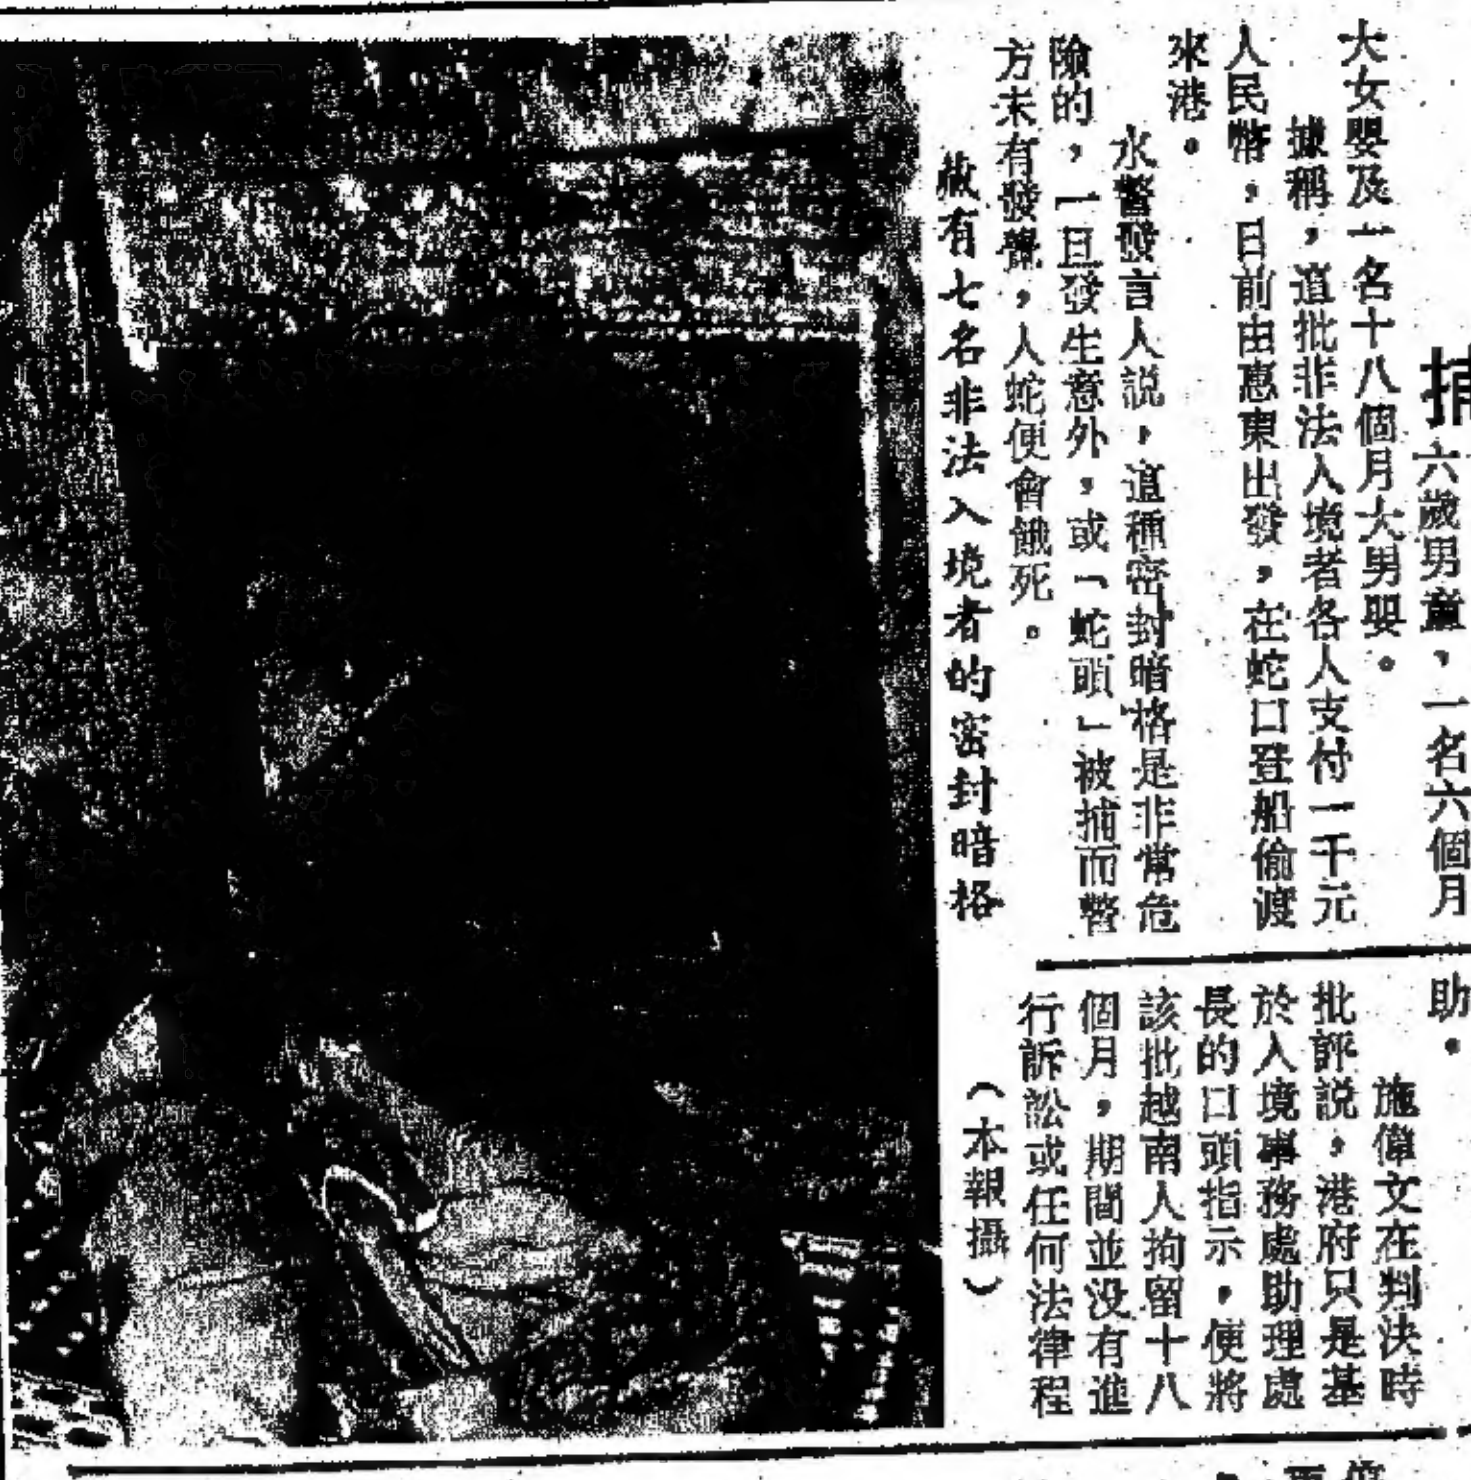 捕
六歲男童，一名六個月
大女嬰及一名十八個月大男嬰。
據稱，這批非法入境者各人支付一千元
人民幣，日前由惠東出發，在蛇口登船偷渡
來港。
水警發言人説，這種密封暗格是非常危
險的，一旦發生意外，或「蛇頭」被捕而警
方未有發覺，人蛇便會餓死。
藏有七名非法入境者的密封暗格
（本報攝）
助。
施偉文在判決時
批評説，港府只是基
於入境事務處助理處
長的口頭指示，便將
該批越南人拘留十八
個月，期間並没有進
行訴訟或任何法律程